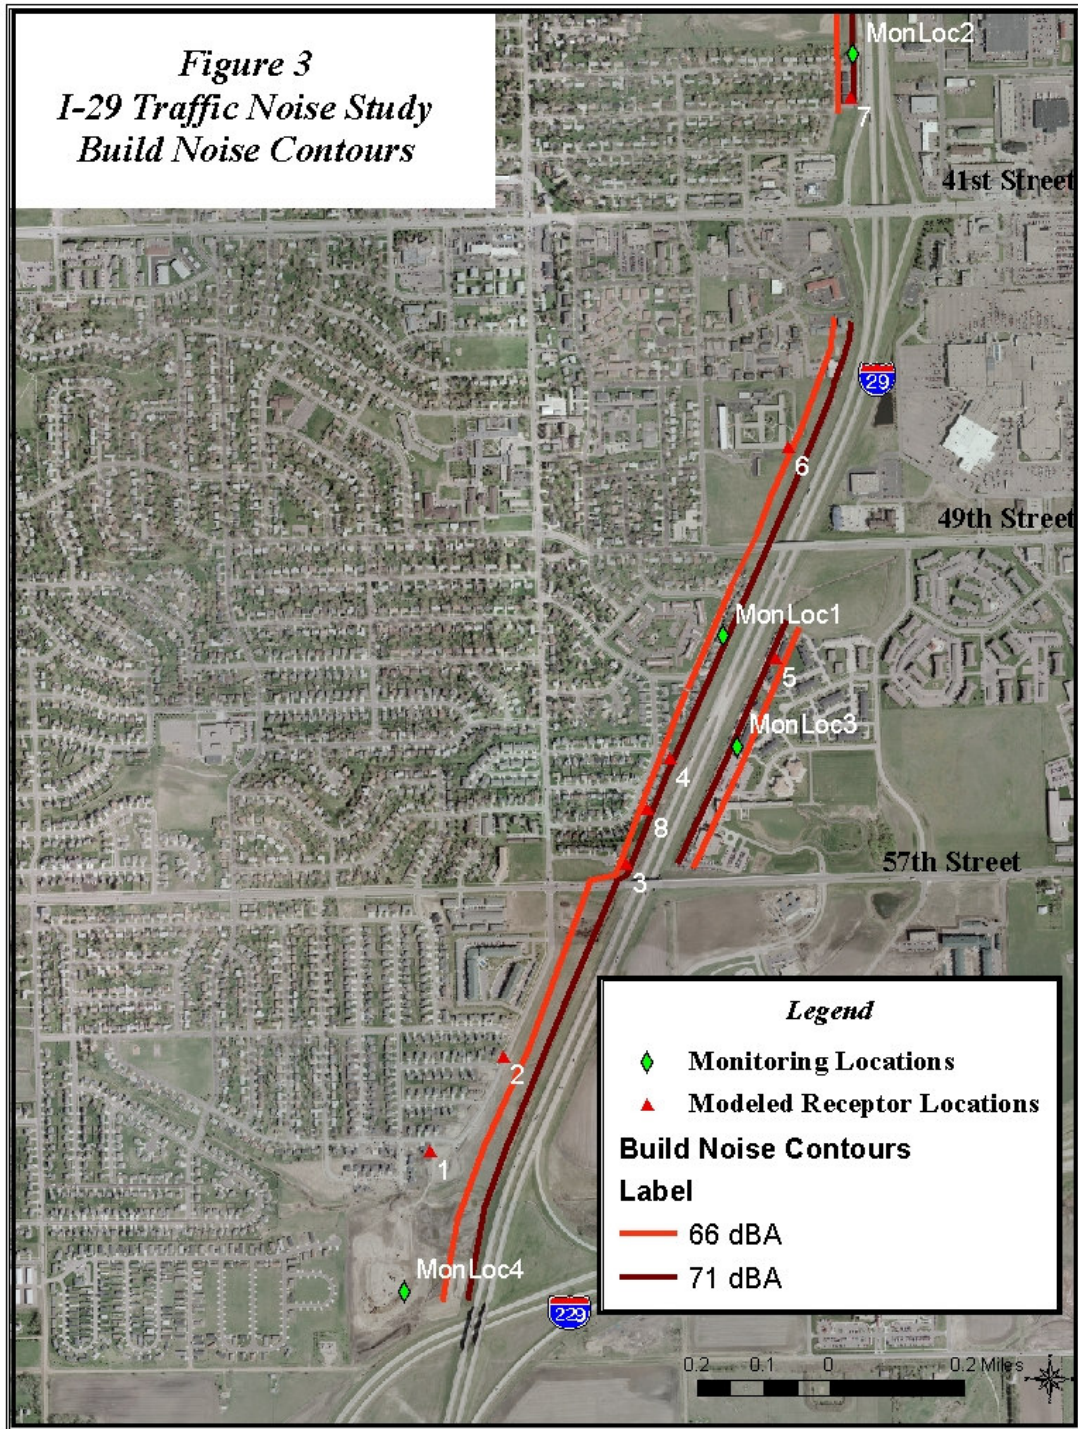 Figure 3
I-29 Traffic Noise Study
Build Noise Contours
MonLoc2
7
41st Street
29
6
49th Street
MonLoc1
5
MonLoc3
4
8
57th Street
3
2
1
MonLoc4
229
Legend
Monitoring Locations
Modeled Receptor Locations
Build Noise Contours
Label
66 dBA
71 dBA
0.2 0.1 0 0.2 Miles